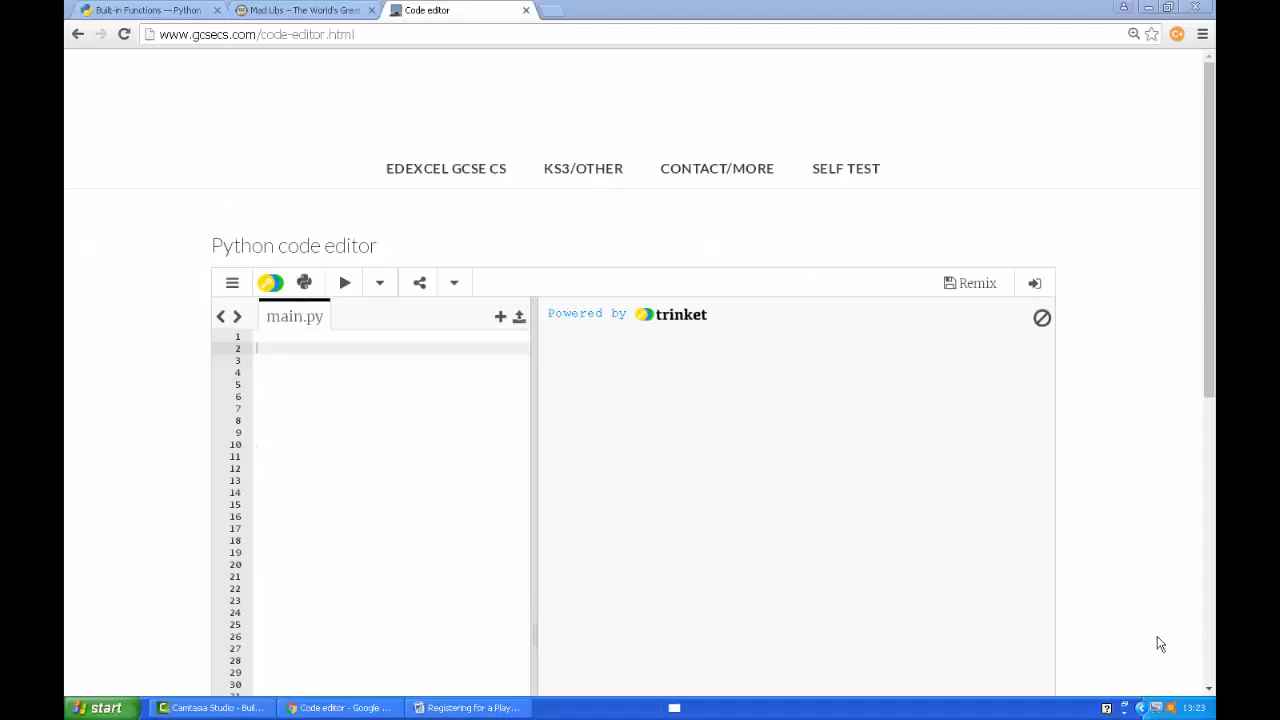 Built-in Functions — Python
Mad Libs – The World's Grea
Code editor
www.gcsecs.com/code-editor.html
EDEXCEL GCSE CS
KS3/OTHER
CONTACT/MORE
SELF TEST
Python code editor
Remix
main.py
Powered by trinket
1
2
3
4
5
6
7
8
9
10
11
12
13
14
15
16
17
18
19
20
21
22
23
24
25
26
27
28
29
30
start
Camtasia Studio - Buil...
Code editor - Google ...
Registering for a Play...
13:23